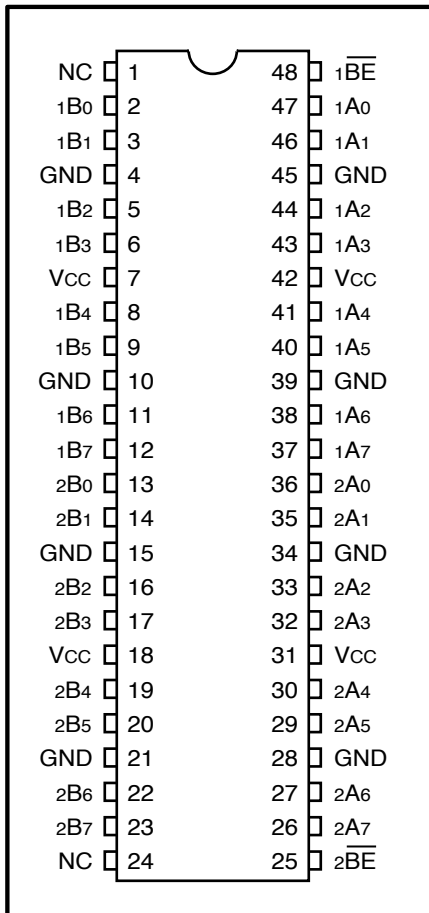 NC 1 48 1B̅E̅
1B0 2 47 1A0
1B1 3 46 1A1
GND 4 45 GND
1B2 5 44 1A2
1B3 6 43 1A3
VCC 7 42 VCC
1B4 8 41 1A4
1B5 9 40 1A5
GND 10 39 GND
1B6 11 38 1A6
1B7 12 37 1A7
2B0 13 36 2A0
2B1 14 35 2A1
GND 15 34 GND
2B2 16 33 2A2
2B3 17 32 2A3
VCC 18 31 VCC
2B4 19 30 2A4
2B5 20 29 2A5
GND 21 28 GND
2B6 22 27 2A6
2B7 23 26 2A7
NC 24 25 2B̅E̅